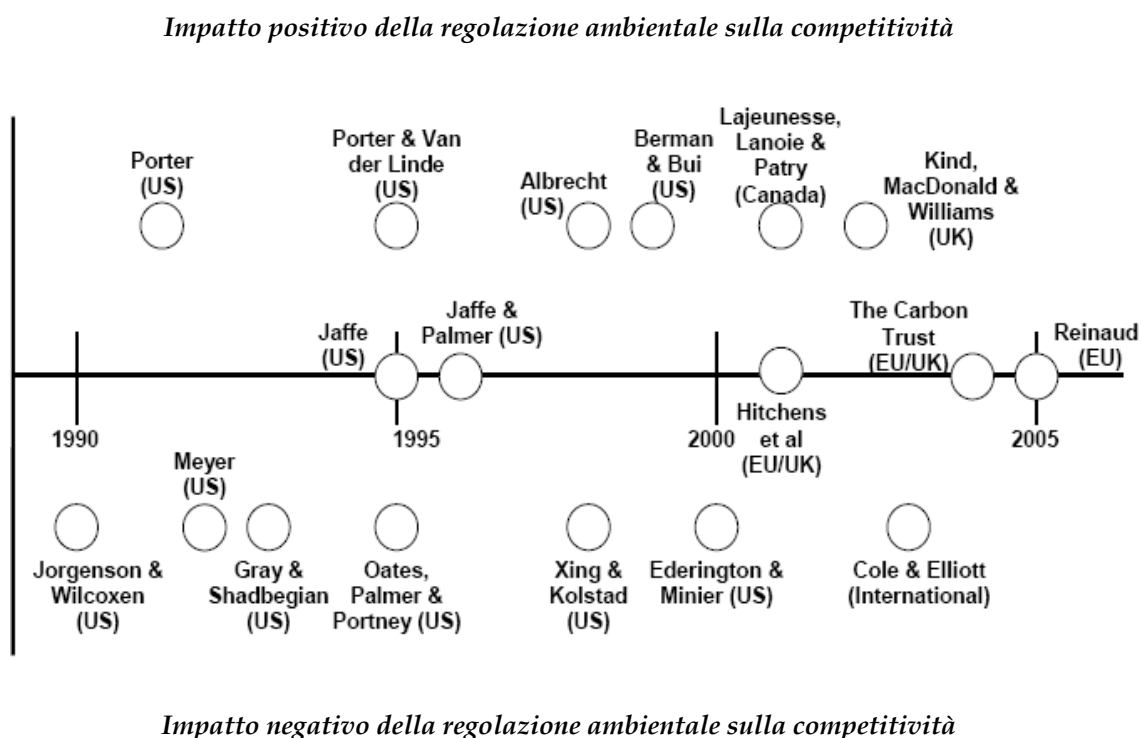 Impatto positivo della regolazione ambientale sulla competitività
Porter
(US)
Porter & Van
der Linde
(US)
Albrecht
(US)
Berman
& Bui
(US)
Lajeunesse,
Lanoie &
Patry
(Canada)
Kind,
MacDonald &
Williams
(UK)
Jaffe
(US)
Jaffe &
Palmer (US)
The Carbon
Trust
(EU/UK)
Reinaud
(EU)
1990
1995
2000
2005
Hitchens
et al
(EU/UK)
Jorgenson &
Wilcoxen
(US)
Meyer
(US)
Gray &
Shadbegian
(US)
Oates,
Palmer &
Portney (US)
Xing &
Kolstad
(US)
Ederington &
Minier (US)
Cole & Elliott
(International)
Impatto negativo della regolazione ambientale sulla competitività